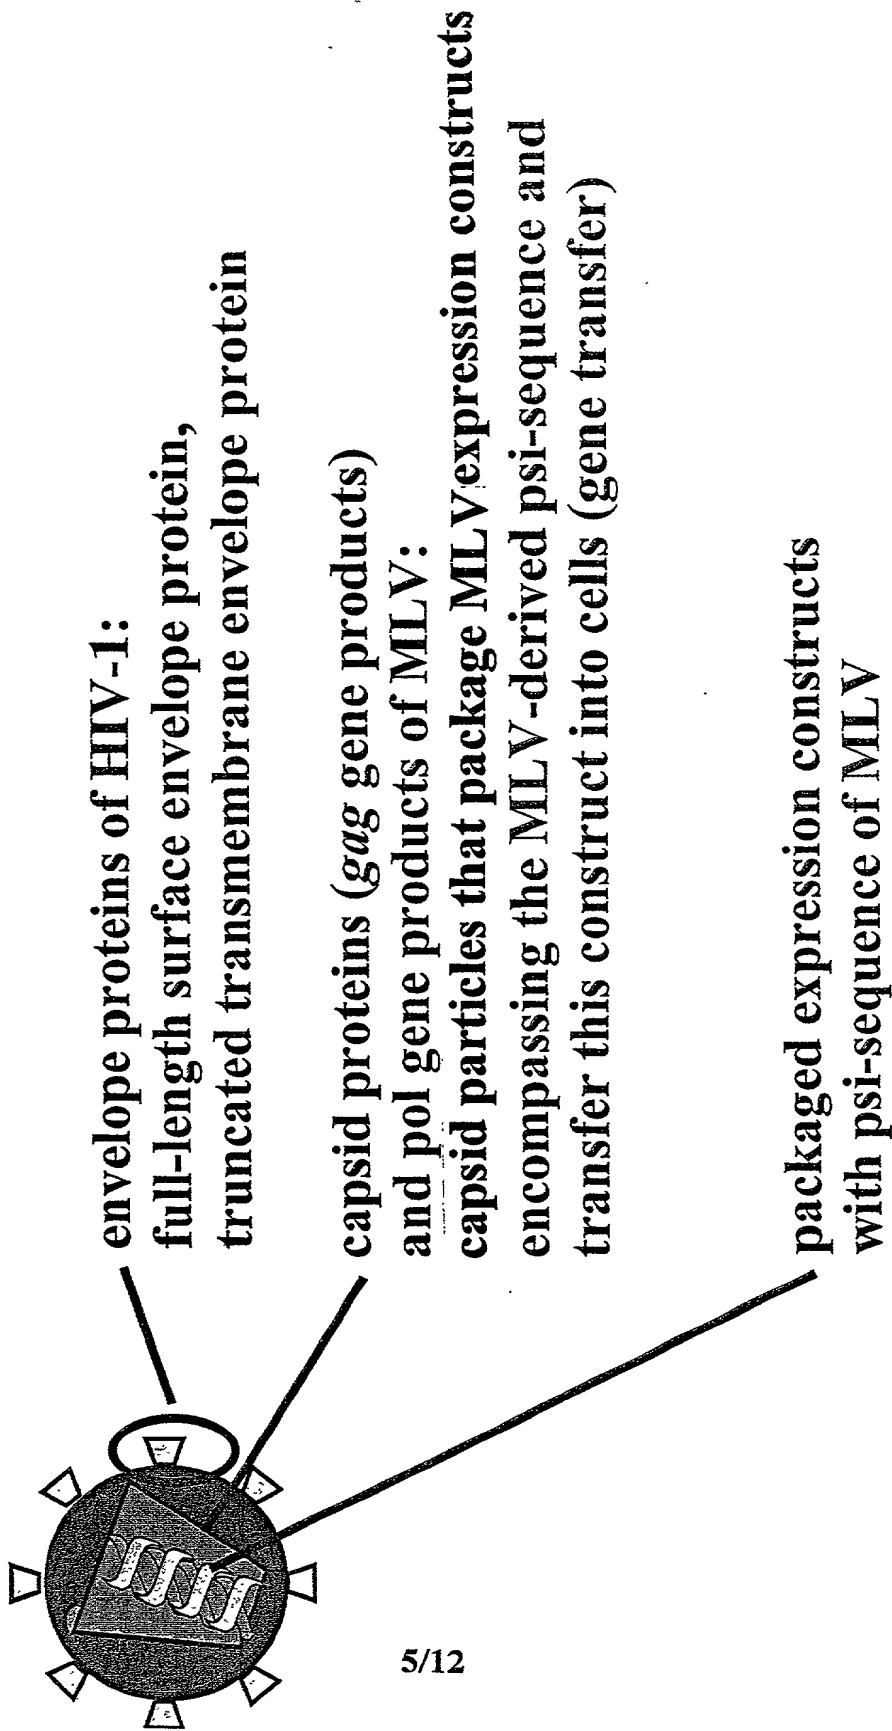 envelope proteins of HIV-1:
full-length surface envelope protein,
truncated transmembrane envelope protein
capsid proteins (gag gene products)
and pol gene products of MLV:
capsid particles that package MLV expression constructs
encompassing the MLV-derived psi-sequence and
transfer this construct into cells (gene transfer)
packaged expression constructs
with psi-sequence of MLV
5/12